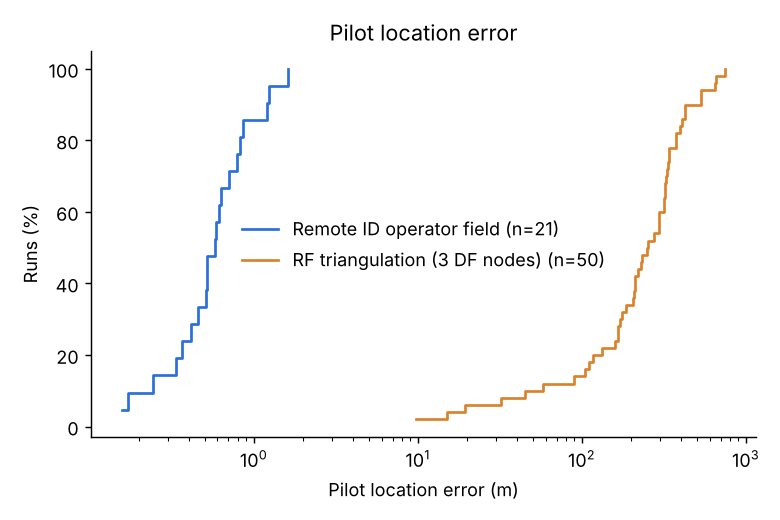 Pilot location error
100
80
60
40
20
0
Runs (%)
Remote ID operator field (n=21)
RF triangulation (3 DF nodes) (n=50)
10⁰ 10¹ 10² 10³
Pilot location error (m)